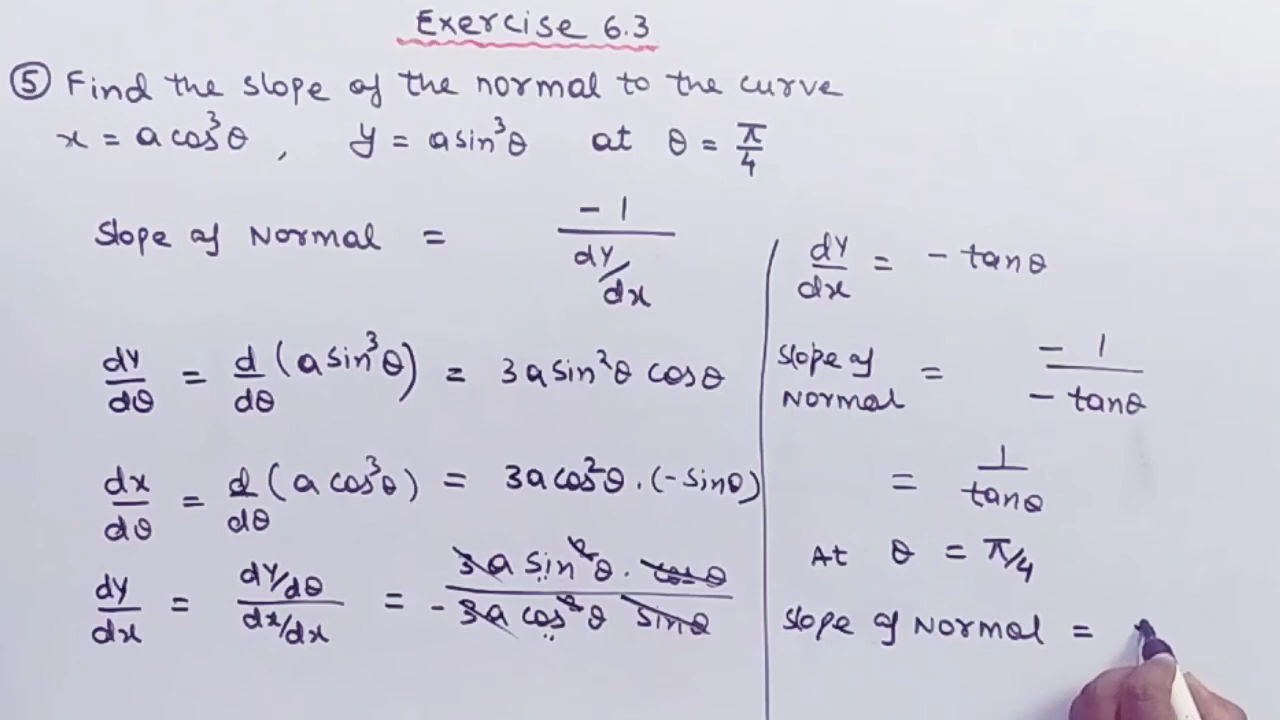 Exercise 6.3
⑤ Find the slope of the normal to the curve
x = a cos³θ , y = a sin³θ at θ = π/4
Slope of Normal = -1 / (dy/dx)
dy/dθ = d/dθ (a sin³θ) = 3a sin²θ cosθ
dx/dθ = d/dθ (a cos³θ) = 3a cos²θ . (-sinθ)
dy/dx = (dy/dθ) / (dx/dx) = 3a sin²θ . cosθ / - 3a cos²θ sinθ
dy/dx = - tanθ
Slope of Normal = -1 / - tanθ
= 1 / tanθ
At θ = π/4
Slope of Normal =